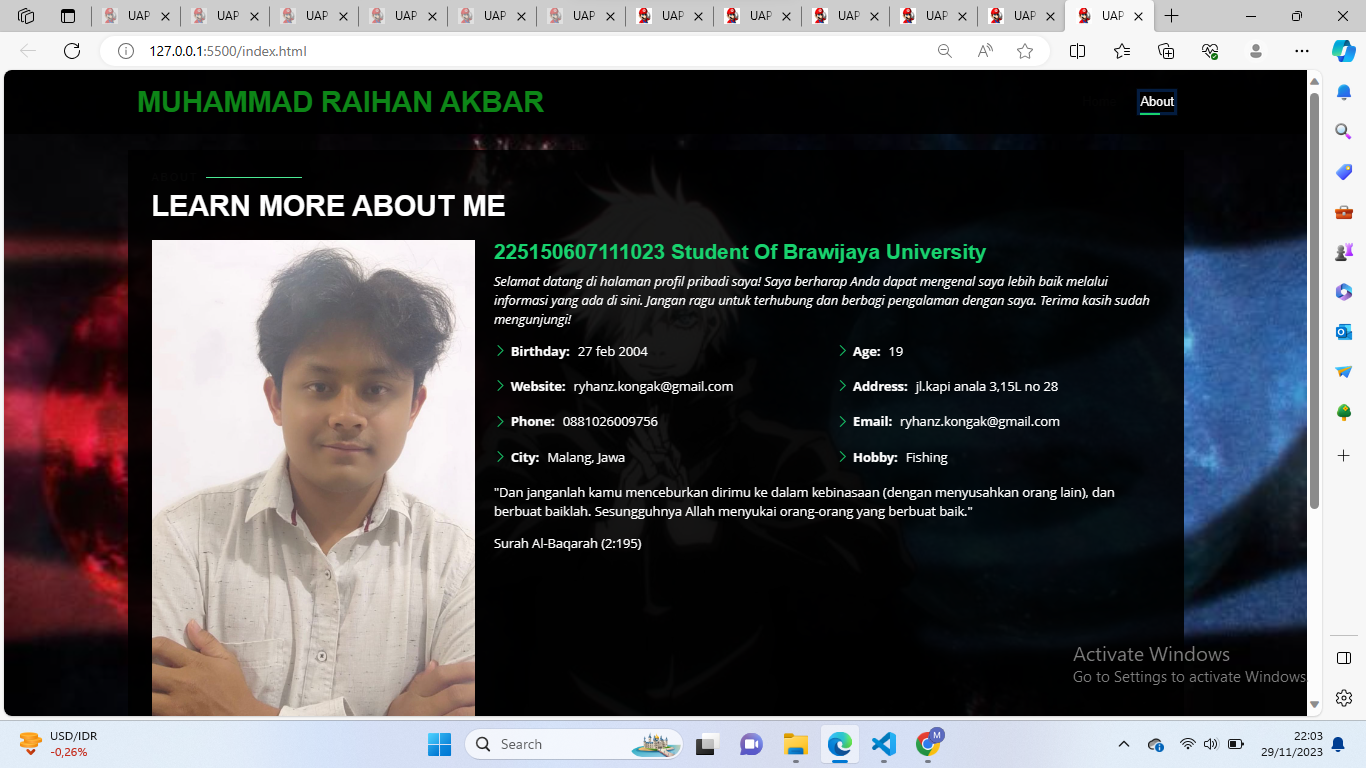 UAP
UAP
UAP
UAP
UAP
UAP
UAP
UAP
UAP
UAP
UAP
UAP
127.0.0.1:5500/index.html
MUHAMMAD RAIHAN AKBAR
About
ABOUT
LEARN MORE ABOUT ME
225150607111023 Student Of Brawijaya University
Selamat datang di halaman profil pribadi saya! Saya berharap Anda dapat mengenal saya lebih baik melalui
informasi yang ada di sini. Jangan ragu untuk terhubung dan berbagi pengalaman dengan saya. Terima kasih sudah
mengunjungi!
Birthday: 27 feb 2004
Age: 19
Website: ryhanz.kongak@gmail.com
Address: jl.kapi anala 3,15L no 28
Phone: 0881026009756
Email: ryhanz.kongak@gmail.com
City: Malang, Jawa
Hobby: Fishing
"Dan janganlah kamu menceburkan dirimu ke dalam kebinasaan (dengan menyusahkan orang lain), dan
berbuat baiklah. Sesungguhnya Allah menyukai orang-orang yang berbuat baik."
Surah Al-Baqarah (2:195)
Activate Windows
Go to Settings to activate Windows.
USD/IDR
-0,26%
Search
M
22:03
29/11/2023